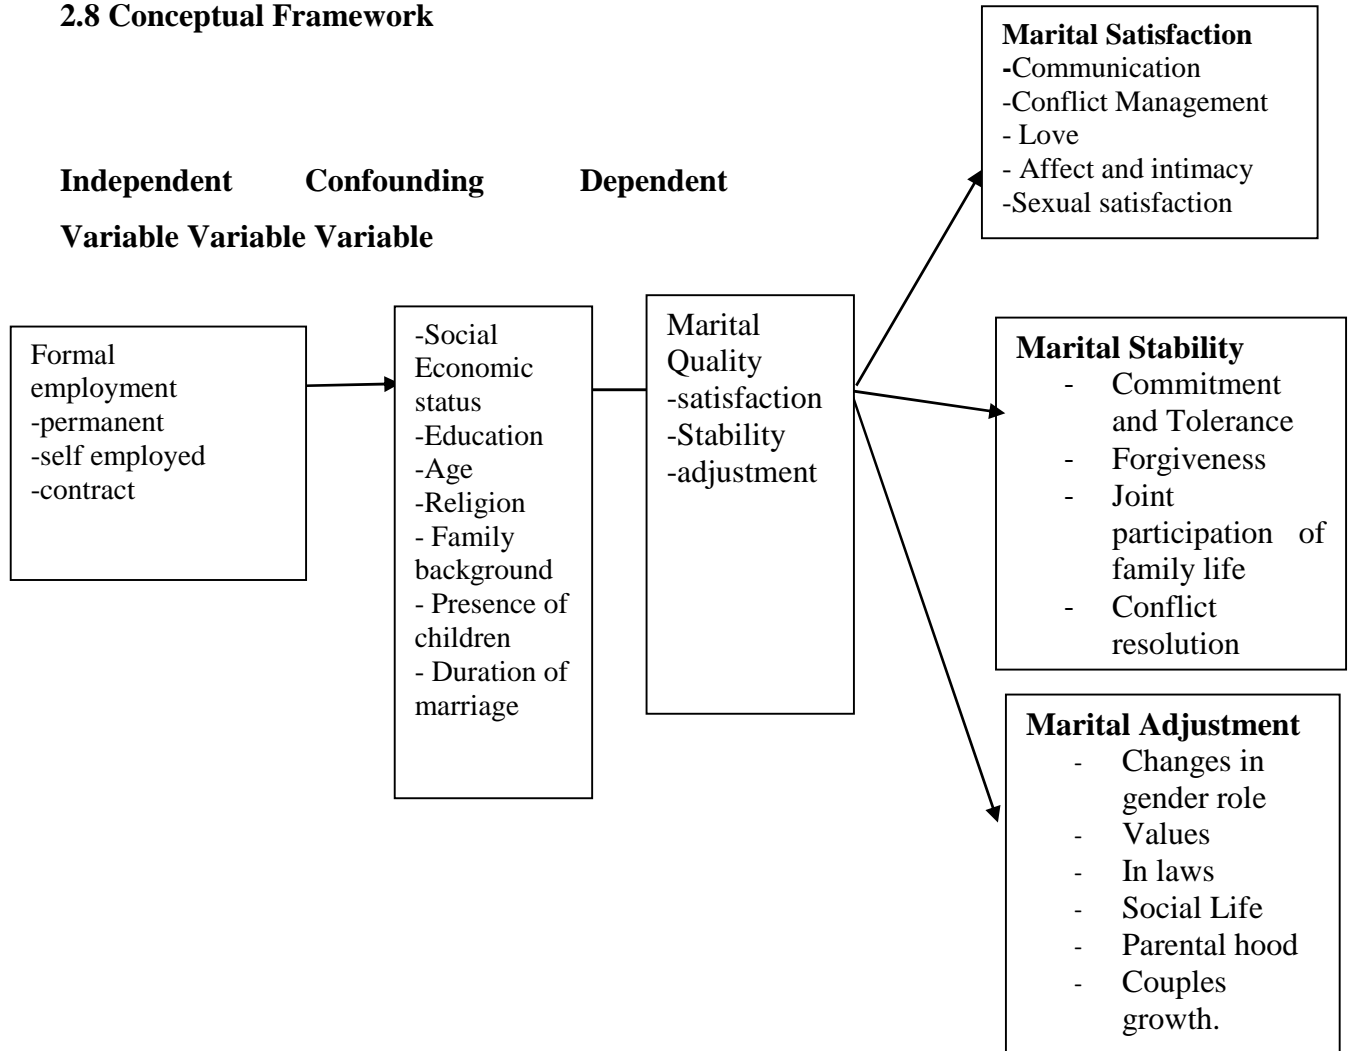 2.8 Conceptual Framework
Independent Confounding Dependent
Variable Variable Variable
Formal
employment
-permanent
-self employed
-contract
-Social
Economic
status
-Education
-Age
-Religion
- Family
background
- Presence of
children
- Duration of
marriage
Marital
Quality
-satisfaction
-Stability
-adjustment
Marital Satisfaction
-Communication
-Conflict Management
- Love
- Affect and intimacy
-Sexual satisfaction
Marital Stability
- Commitment
and Tolerance
- Forgiveness
- Joint
participation of
family life
- Conflict
resolution
Marital Adjustment
- Changes in
gender role
- Values
- In laws
- Social Life
- Parental hood
- Couples
growth.